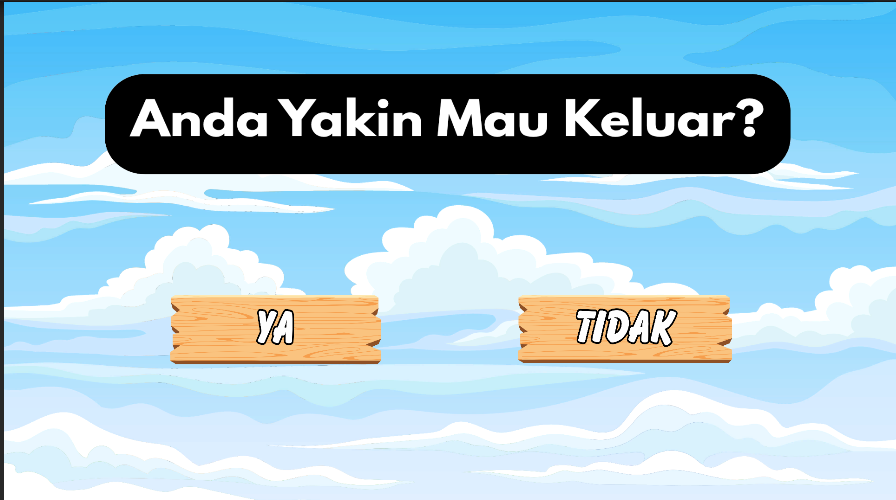 Anda Yakin Mau Keluar?
YA
TIDAK